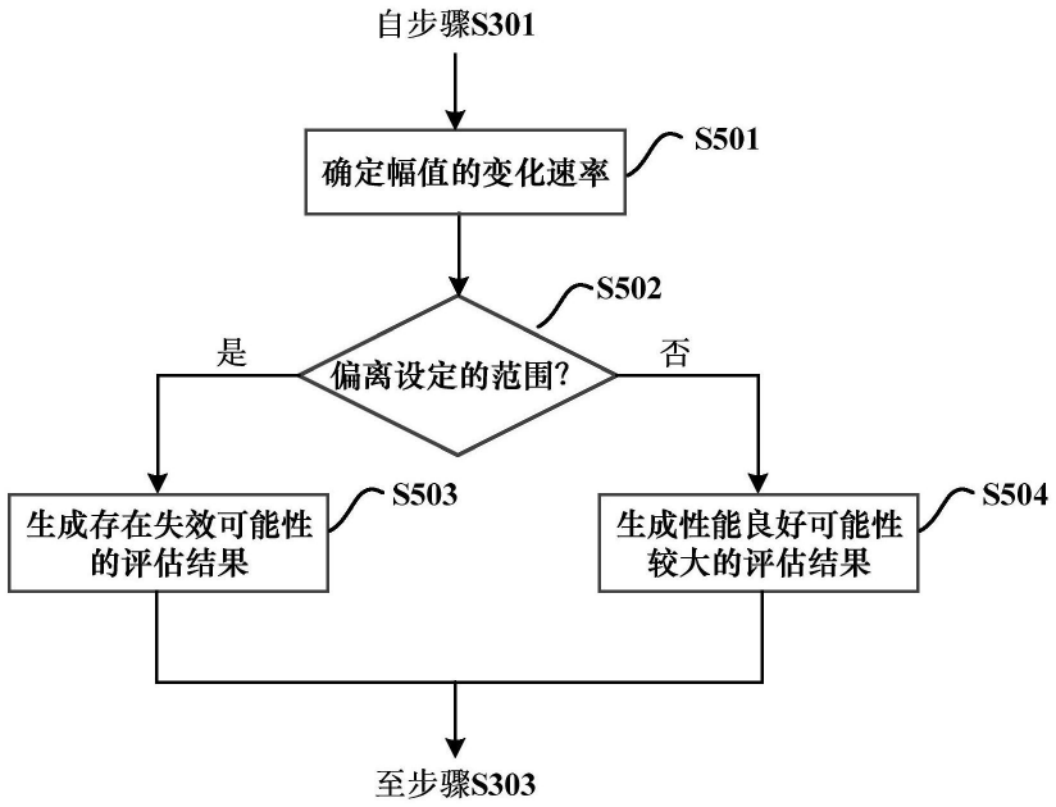 自步骤S301
S501
确定幅值的变化速率
S502
是
偏离设定的范围？
否
S503
生成存在失效可能性
的评估结果
S504
生成性能良好可能性
较大的评估结果
至步骤S303